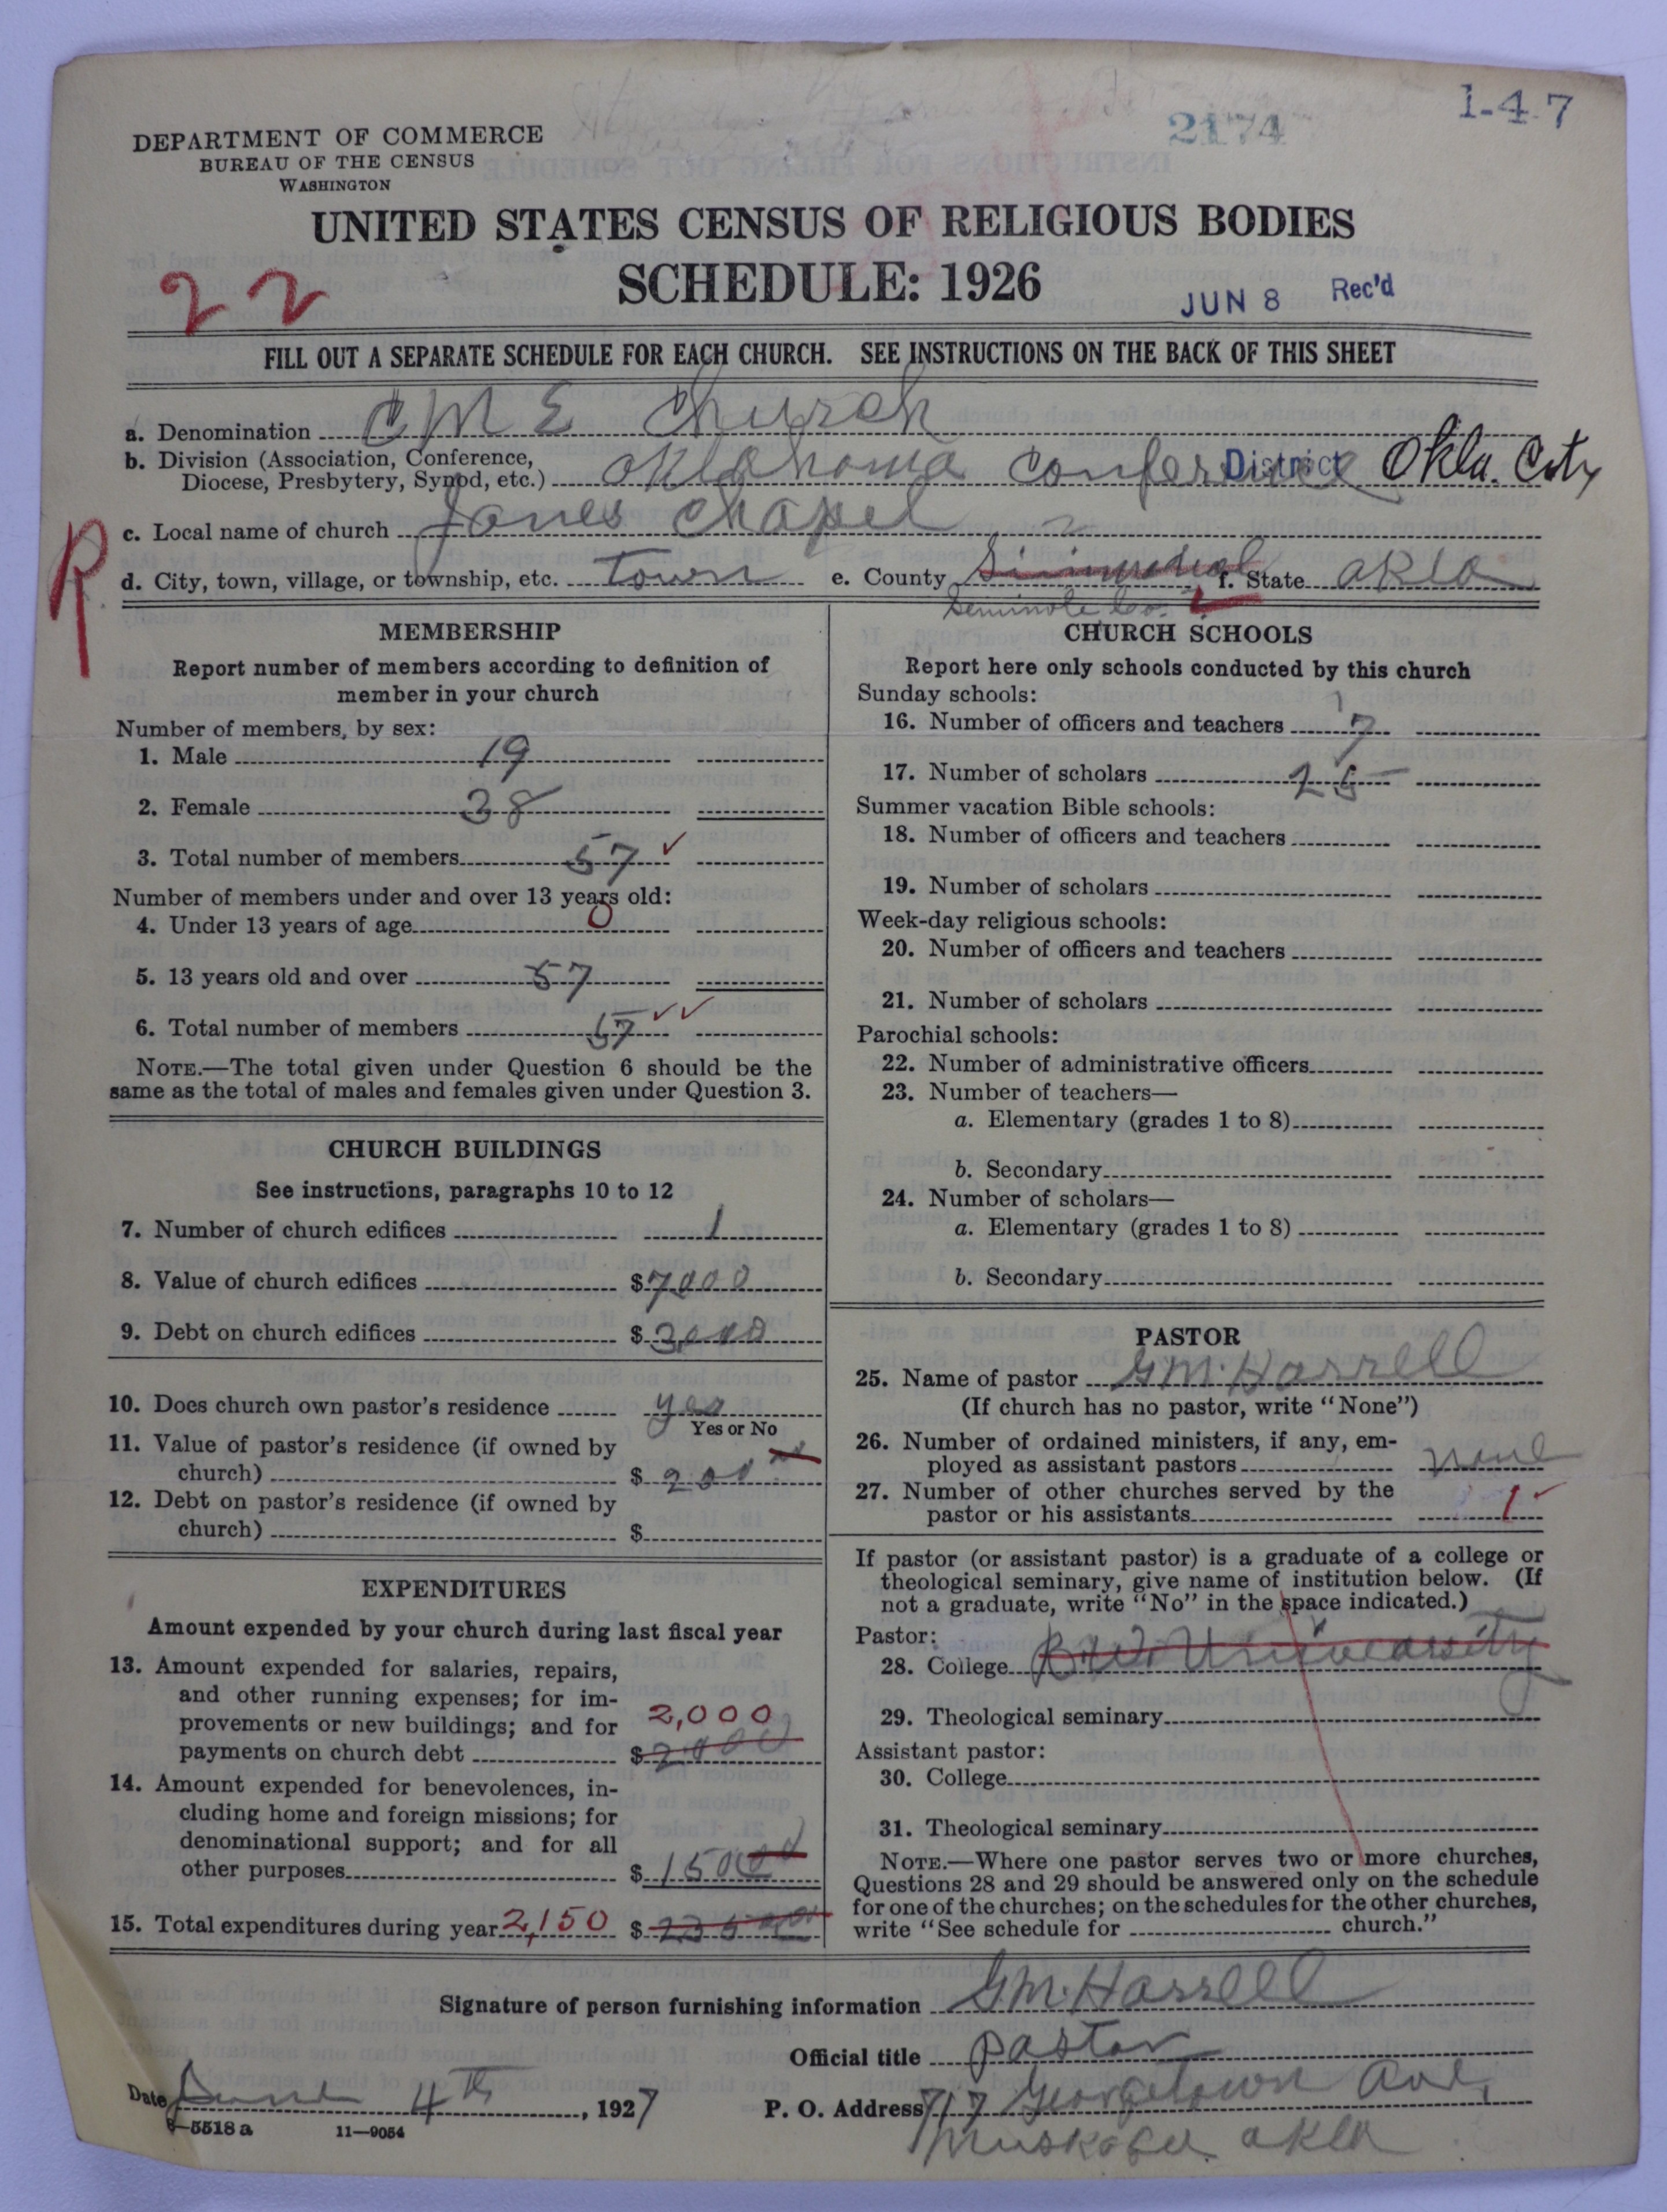 1-4 7
2174
DEPARTMENT OF COMMERCE
BUREAU OF THE CENSUS
WASHINGTON
UNITED STATES CENSUS OF RELIGIOUS BODIES
SCHEDULE: 1926
22
JUN 8 Rec'd
FILL OUT A SEPARATE SCHEDULE FOR EACH CHURCH. SEE INSTRUCTIONS ON THE BACK OF THIS SHEET
a. Denomination C M E Church
b. Division (Association, Conference,
Diocese, Presbytery, Synod, etc.) Oklahoma Conference District Okla. City
R
c. Local name of church Jones Chapel
d. City, town, village, or township, etc. Town e. County f. State Okla
Seminole Co.
MEMBERSHIP
Report number of members according to definition of
member in your church
Number of members, by sex:
1. Male 19
2. Female 38
3. Total number of members 57 ✓
Number of members under and over 13 years old:
4. Under 13 years of age 0
5. 13 years old and over 57
6. Total number of members 57 ✓✓
NOTE.—The total given under Question 6 should be the
same as the total of males and females given under Question 3.
CHURCH BUILDINGS
See instructions, paragraphs 10 to 12
7. Number of church edifices 1
8. Value of church edifices $7000
9. Debt on church edifices $3000
10. Does church own pastor's residence yes
Yes or No
11. Value of pastor's residence (if owned by
church) $200
12. Debt on pastor's residence (if owned by
church) $
EXPENDITURES
Amount expended by your church during last fiscal year
13. Amount expended for salaries, repairs,
and other running expenses; for im-
provements or new buildings; and for 2,000
payments on church debt $2000
14. Amount expended for benevolences, in-
cluding home and foreign missions; for
denominational support; and for all
other purposes $150
15. Total expenditures during year 2,150 $
CHURCH SCHOOLS
Report here only schools conducted by this church
Sunday schools:
16. Number of officers and teachers 7
17. Number of scholars 25
Summer vacation Bible schools:
18. Number of officers and teachers
19. Number of scholars
Week-day religious schools:
20. Number of officers and teachers
21. Number of scholars
Parochial schools:
22. Number of administrative officers
23. Number of teachers—
a. Elementary (grades 1 to 8)
b. Secondary
24. Number of scholars—
a. Elementary (grades 1 to 8)
b. Secondary
PASTOR
25. Name of pastor G M. Harrell
(If church has no pastor, write "None")
26. Number of ordained ministers, if any, em-
ployed as assistant pastors none
27. Number of other churches served by the
pastor or his assistants 1 ✓
If pastor (or assistant pastor) is a graduate of a college or
theological seminary, give name of institution below. (If
not a graduate, write "No" in the space indicated.)
Pastor:
28. College
29. Theological seminary
Assistant pastor:
30. College
31. Theological seminary
NOTE.—Where one pastor serves two or more churches,
Questions 28 and 29 should be answered only on the schedule
for one of the churches; on the schedules for the other churches,
write "See schedule for church."
Signature of person furnishing information G M. Harrell
Official title pastor
Date June 4th, 1927 P. O. Address 717 Georgetown Ave,
8—5518 a 11—9054
Muskogee Okla